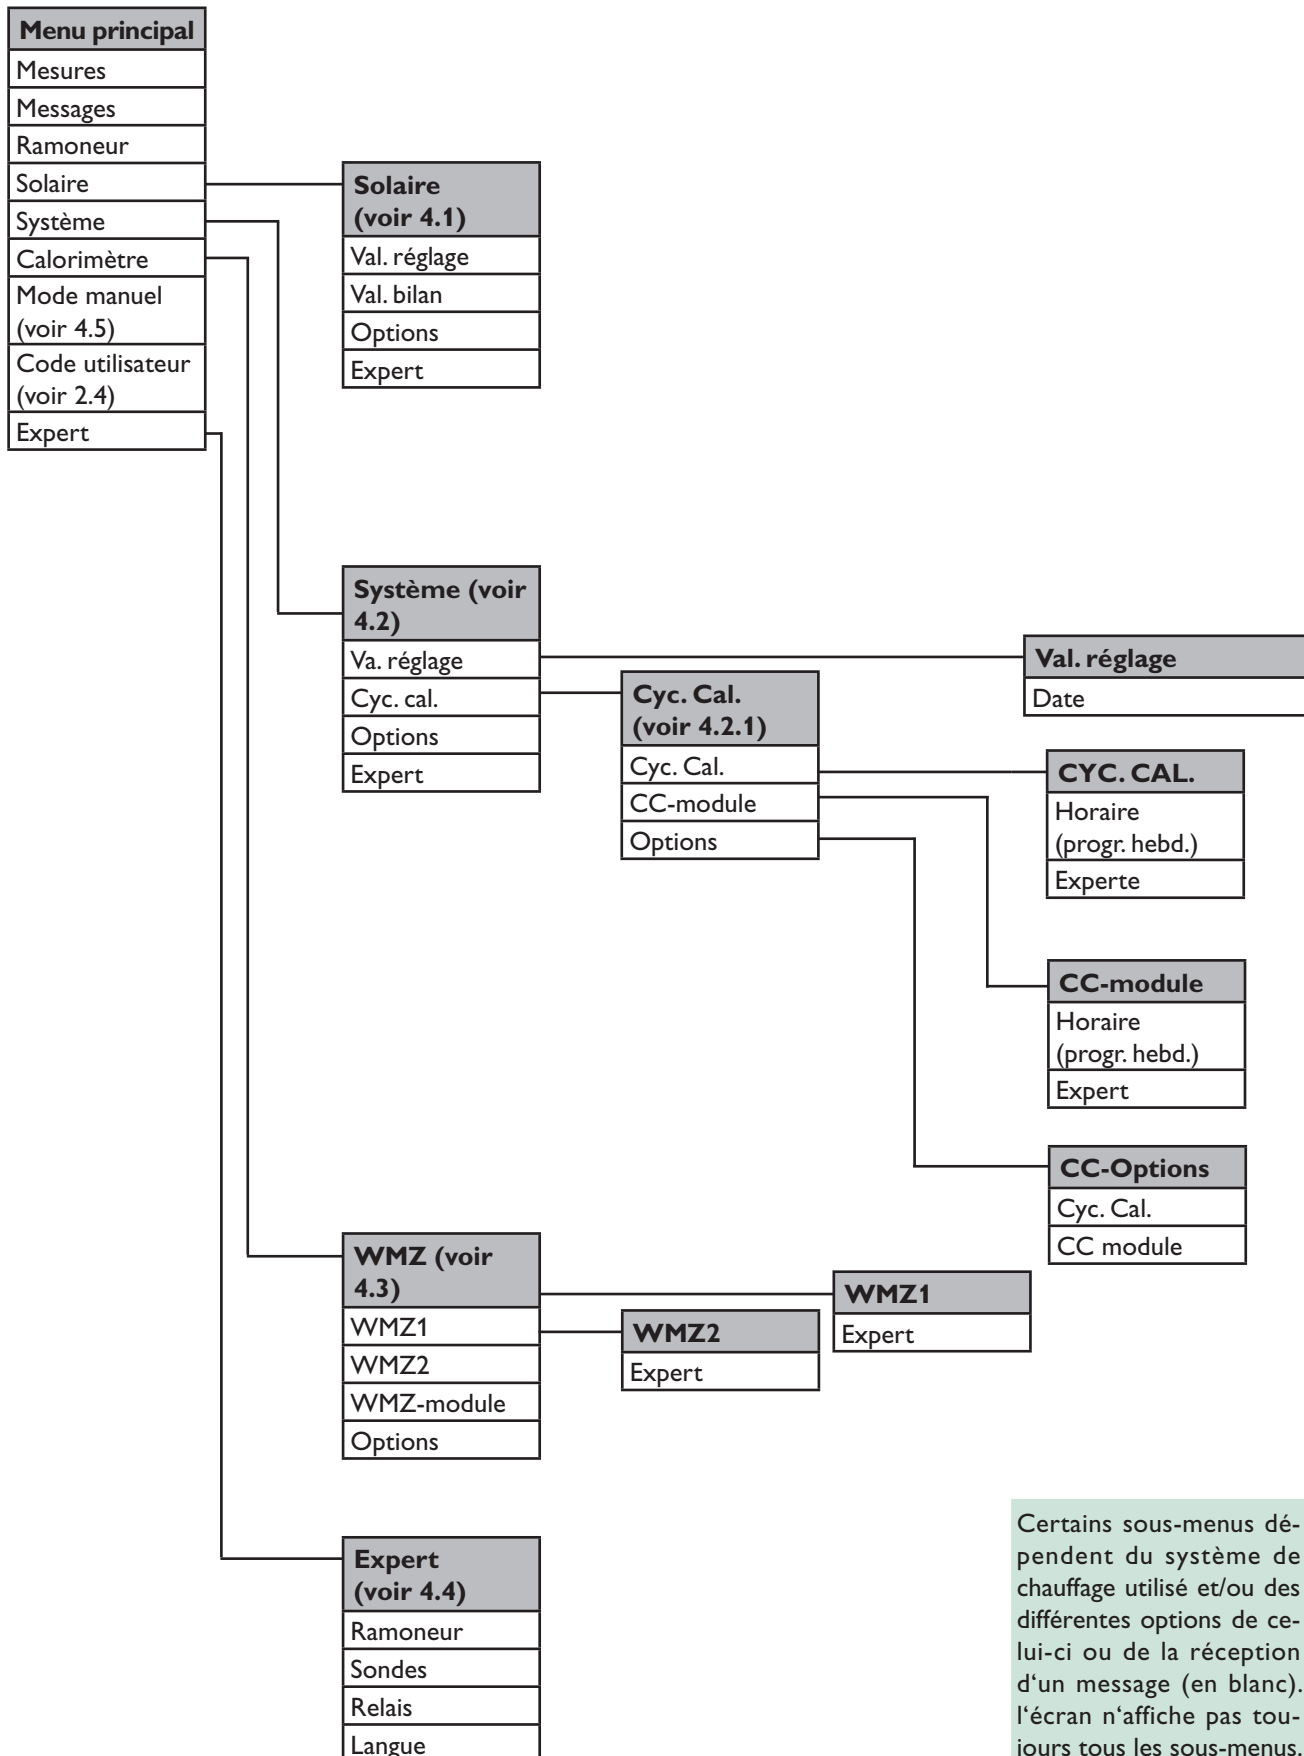 Menu principal
Mesures
Messages
Ramoneur
Solaire
Système
Calorimètre
Mode manuel
(voir 4.5)
Code utilisateur
(voir 2.4)
Expert
Solaire
(voir 4.1)
Val. réglage
Val. bilan
Options
Expert
Système (voir
4.2)
Va. réglage
Cyc. cal.
Options
Expert
Val. réglage
Date
Cyc. Cal.
(voir 4.2.1)
Cyc. Cal.
CC-module
Options
CYC. CAL.
Horaire
(progr. hebd.)
Experte
CC-module
Horaire
(progr. hebd.)
Expert
CC-Options
Cyc. Cal.
CC module
WMZ (voir
4.3)
WMZ1
WMZ2
WMZ-module
Options
WMZ1
Expert
WMZ2
Expert
Expert
(voir 4.4)
Ramoneur
Sondes
Relais
Langue
Certains sous-menus dé-
pendent du système de
chauffage utilisé et/ou des
différentes options de ce-
lui-ci ou de la réception
d‘un message (en blanc).
l‘écran n‘affiche pas tou-
jours tous les sous-menus.